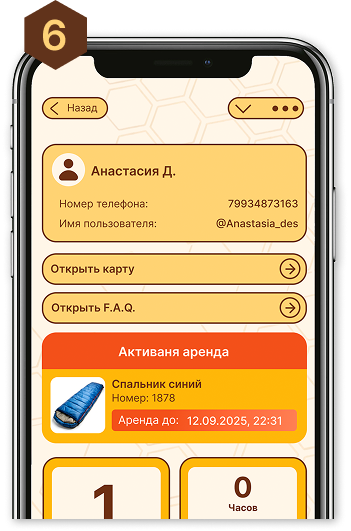 6
Назад
Анастасия Д.
Номер телефона: 79934873163
Имя пользователя: @Anastasia_des
Открыть карту
Открыть F.A.Q.
Активаня аренда
Спальник синий
Номер: 1878
Аренда до: 12.09.2025, 22:31
1
0
Часов